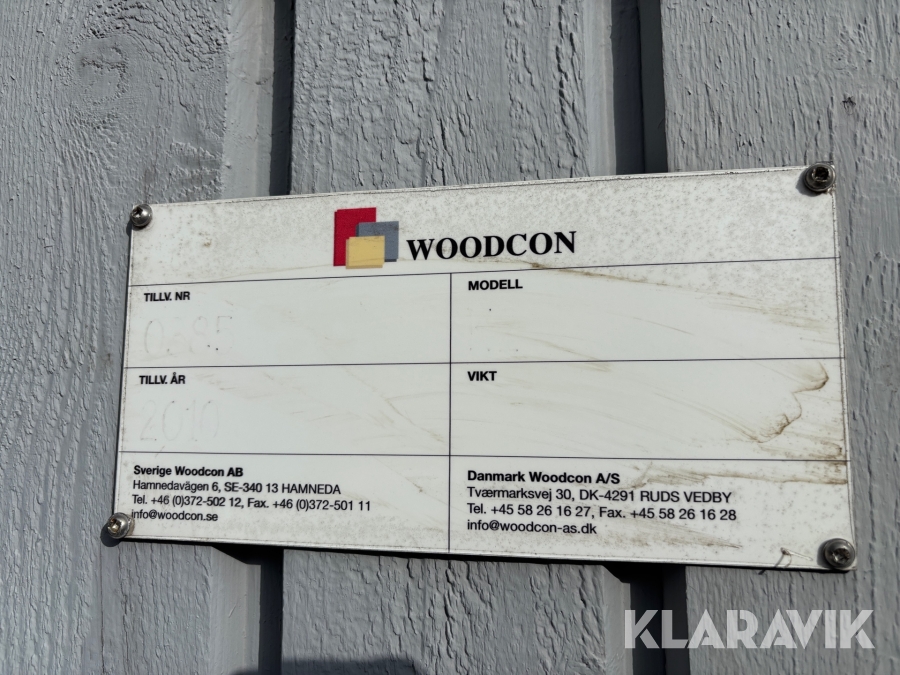 WOODCON
TILLV. NR
MODELL
TILLV. ÅR
2010
VIKT
Sverige Woodcon AB
Hamnedavägen 6, SE-340 13 HAMNEDA
Tel. +46 (0)372-502 12, Fax. +46 (0)372-501 11
info@woodcon.se
Danmark Woodcon A/S
Tværmarksvej 30, DK-4291 RUDS VEDBY
Tel. +45 58 26 16 27, Fax. +45 58 26 16 28
info@woodcon-as.dk
KLARAVIK